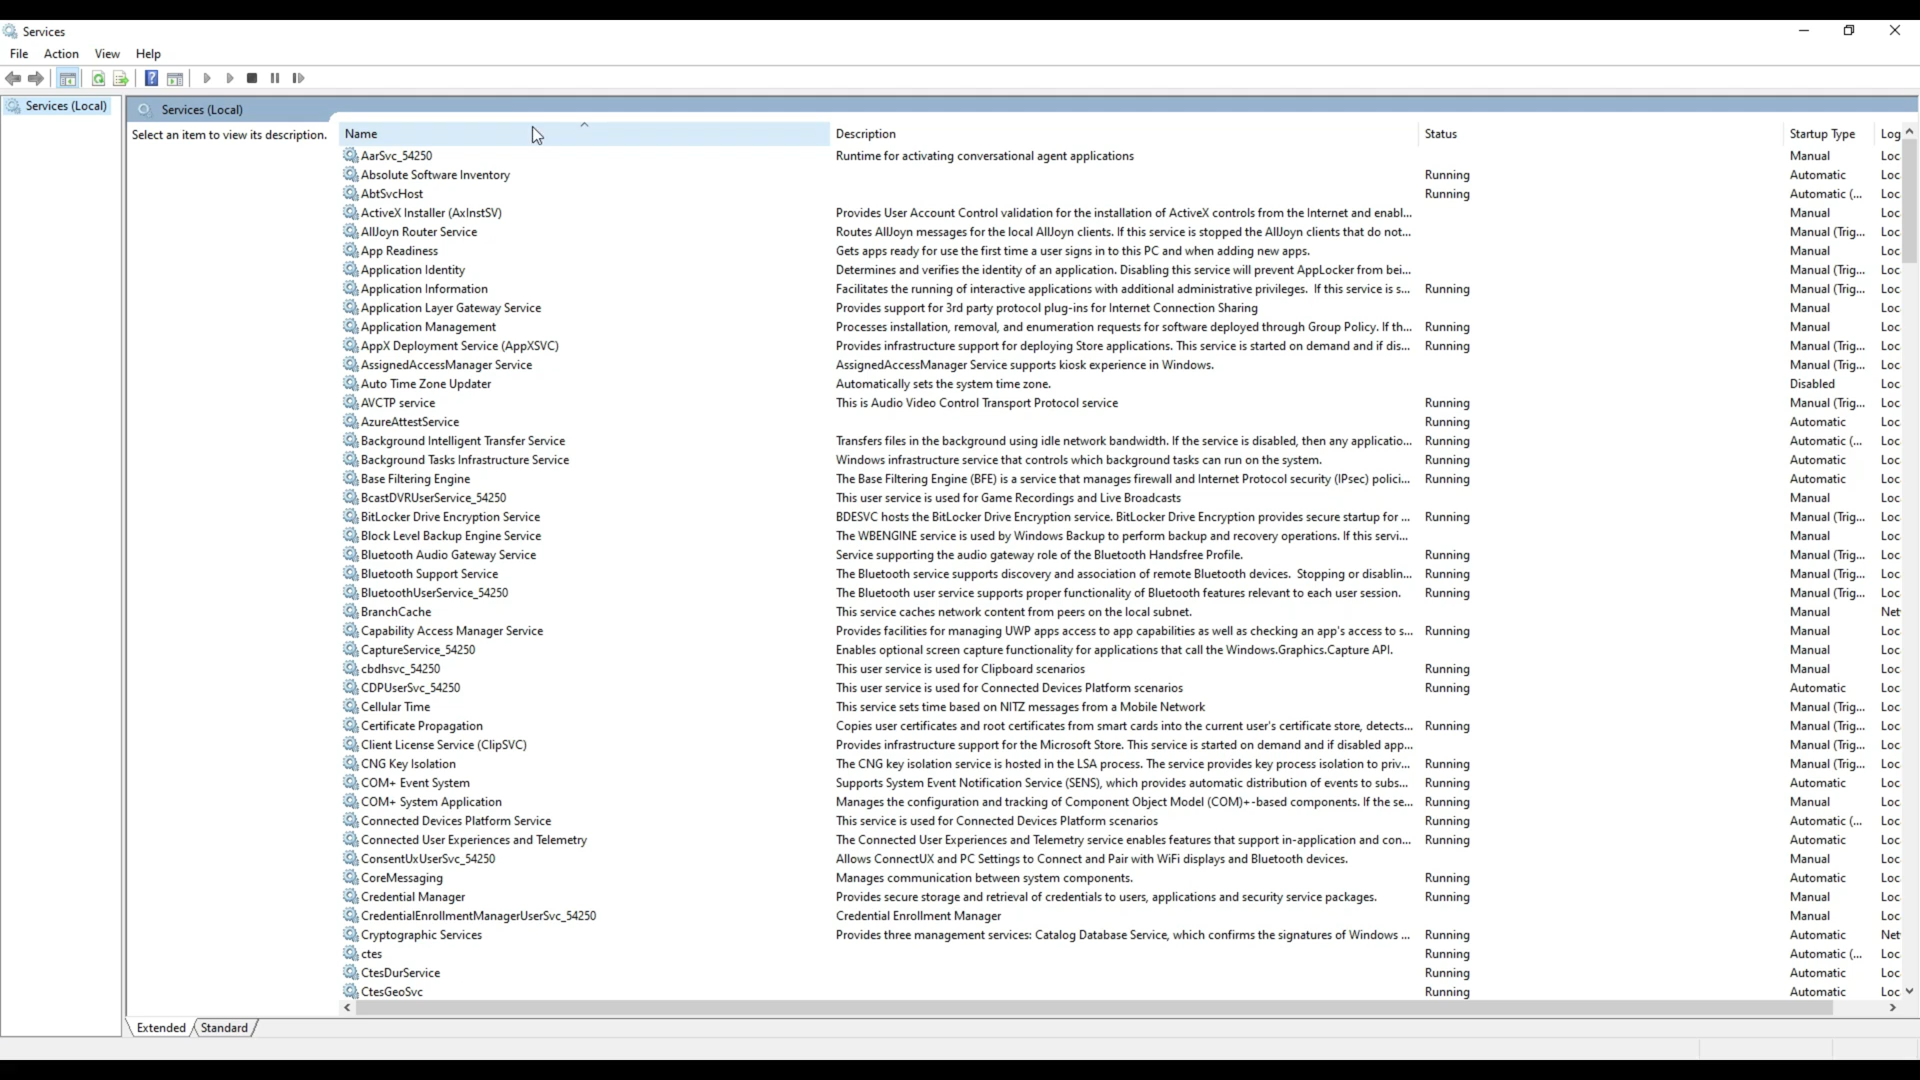 Services
File Action View Help
Services (Local)
Services (Local)
Select an item to view its description.
Name Description Status Startup Type Log
AarSvc_54250 Runtime for activating conversational agent applications Manual Loc
Absolute Software Inventory Running Automatic Loc
AbtSvcHost Running Automatic (... Loc
ActiveX Installer (AxInstSV) Provides User Account Control validation for the installation of ActiveX controls from the Internet and enabl... Manual Loc
AllJoyn Router Service Routes AllJoyn messages for the local AllJoyn clients. If this service is stopped the AllJoyn clients that do not... Manual (Trig... Loc
App Readiness Gets apps ready for use the first time a user signs in to this PC and when adding new apps. Manual Loc
Application Identity Determines and verifies the identity of an application. Disabling this service will prevent AppLocker from bei... Manual (Trig... Loc
Application Information Facilitates the running of interactive applications with additional administrative privileges. If this service is s... Running Manual (Trig... Loc
Application Layer Gateway Service Provides support for 3rd party protocol plug-ins for Internet Connection Sharing Manual Loc
Application Management Processes installation, removal, and enumeration requests for software deployed through Group Policy. If th... Running Manual Loc
AppX Deployment Service (AppXSVC) Provides infrastructure support for deploying Store applications. This service is started on demand and if dis... Running Manual (Trig... Loc
AssignedAccessManager Service AssignedAccessManager Service supports kiosk experience in Windows. Manual (Trig... Loc
Auto Time Zone Updater Automatically sets the system time zone. Disabled Loc
AVCTP service This is Audio Video Control Transport Protocol service Running Manual (Trig... Loc
AzureAttestService Running Automatic Loc
Background Intelligent Transfer Service Transfers files in the background using idle network bandwidth. If the service is disabled, then any applicatio... Running Automatic (... Loc
Background Tasks Infrastructure Service Windows infrastructure service that controls which background tasks can run on the system. Running Automatic Loc
Base Filtering Engine The Base Filtering Engine (BFE) is a service that manages firewall and Internet Protocol security (IPsec) polici... Running Automatic Loc
BcastDVRUserService_54250 This user service is used for Game Recordings and Live Broadcasts Manual Loc
BitLocker Drive Encryption Service BDESVC hosts the BitLocker Drive Encryption service. BitLocker Drive Encryption provides secure startup for ... Running Manual (Trig... Loc
Block Level Backup Engine Service The WBENGINE service is used by Windows Backup to perform backup and recovery operations. If this servi... Manual Loc
Bluetooth Audio Gateway Service Service supporting the audio gateway role of the Bluetooth Handsfree Profile. Running Manual (Trig... Loc
Bluetooth Support Service The Bluetooth service supports discovery and association of remote Bluetooth devices. Stopping or disablin... Running Manual (Trig... Loc
BluetoothUserService_54250 The Bluetooth user service supports proper functionality of Bluetooth features relevant to each user session. Running Manual (Trig... Loc
BranchCache This service caches network content from peers on the local subnet. Manual Net
Capability Access Manager Service Provides facilities for managing UWP apps access to app capabilities as well as checking an app's access to s... Running Manual Loc
CaptureService_54250 Enables optional screen capture functionality for applications that call the Windows.Graphics.Capture API. Manual Loc
cbdhsvc_54250 This user service is used for Clipboard scenarios Running Manual Loc
CDPUserSvc_54250 This user service is used for Connected Devices Platform scenarios Running Automatic Loc
Cellular Time This service sets time based on NITZ messages from a Mobile Network Manual (Trig... Loc
Certificate Propagation Copies user certificates and root certificates from smart cards into the current user's certificate store, detects... Running Manual (Trig... Loc
Client License Service (ClipSVC) Provides infrastructure support for the Microsoft Store. This service is started on demand and if disabled app... Manual (Trig... Loc
CNG Key Isolation The CNG key isolation service is hosted in the LSA process. The service provides key process isolation to priv... Running Manual (Trig... Loc
COM+ Event System Supports System Event Notification Service (SENS), which provides automatic distribution of events to subs... Running Automatic Loc
COM+ System Application Manages the configuration and tracking of Component Object Model (COM)+-based components. If the se... Running Manual Loc
Connected Devices Platform Service This service is used for Connected Devices Platform scenarios Running Automatic (... Loc
Connected User Experiences and Telemetry The Connected User Experiences and Telemetry service enables features that support in-application and con... Running Automatic Loc
ConsentUxUserSvc_54250 Allows ConnectUX and PC Settings to Connect and Pair with WiFi displays and Bluetooth devices. Manual Loc
CoreMessaging Manages communication between system components. Running Automatic Loc
Credential Manager Provides secure storage and retrieval of credentials to users, applications and security service packages. Running Manual Loc
CredentialEnrollmentManagerUserSvc_54250 Credential Enrollment Manager Manual Loc
Cryptographic Services Provides three management services: Catalog Database Service, which confirms the signatures of Windows ... Running Automatic Net
ctes Running Automatic (... Loc
CtesDurService Running Automatic Loc
CtesGeoSvc Running Automatic Loc
Extended Standard